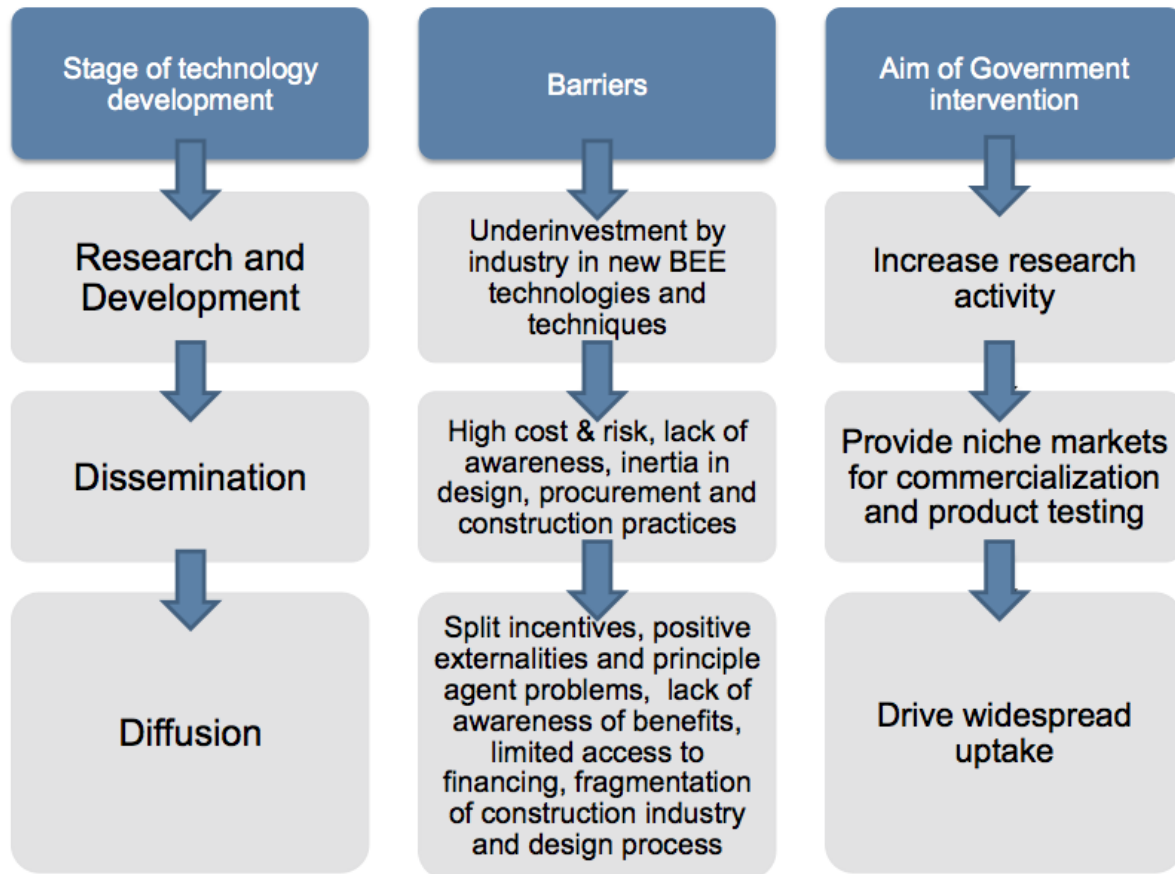 Stage of technology
development
Barriers
Aim of Government
intervention
Research and
Development
Underinvestment by
industry in new BEE
technologies and
techniques
Increase research
activity
Dissemination
High cost & risk, lack of
awareness, inertia in
design, procurement and
construction practices
Provide niche markets
for commercialization
and product testing
Diffusion
Split incentives, positive
externalities and principle
agent problems,  lack of
awareness of benefits,
limited access to
financing, fragmentation
of construction industry
and design process
Drive widespread
uptake